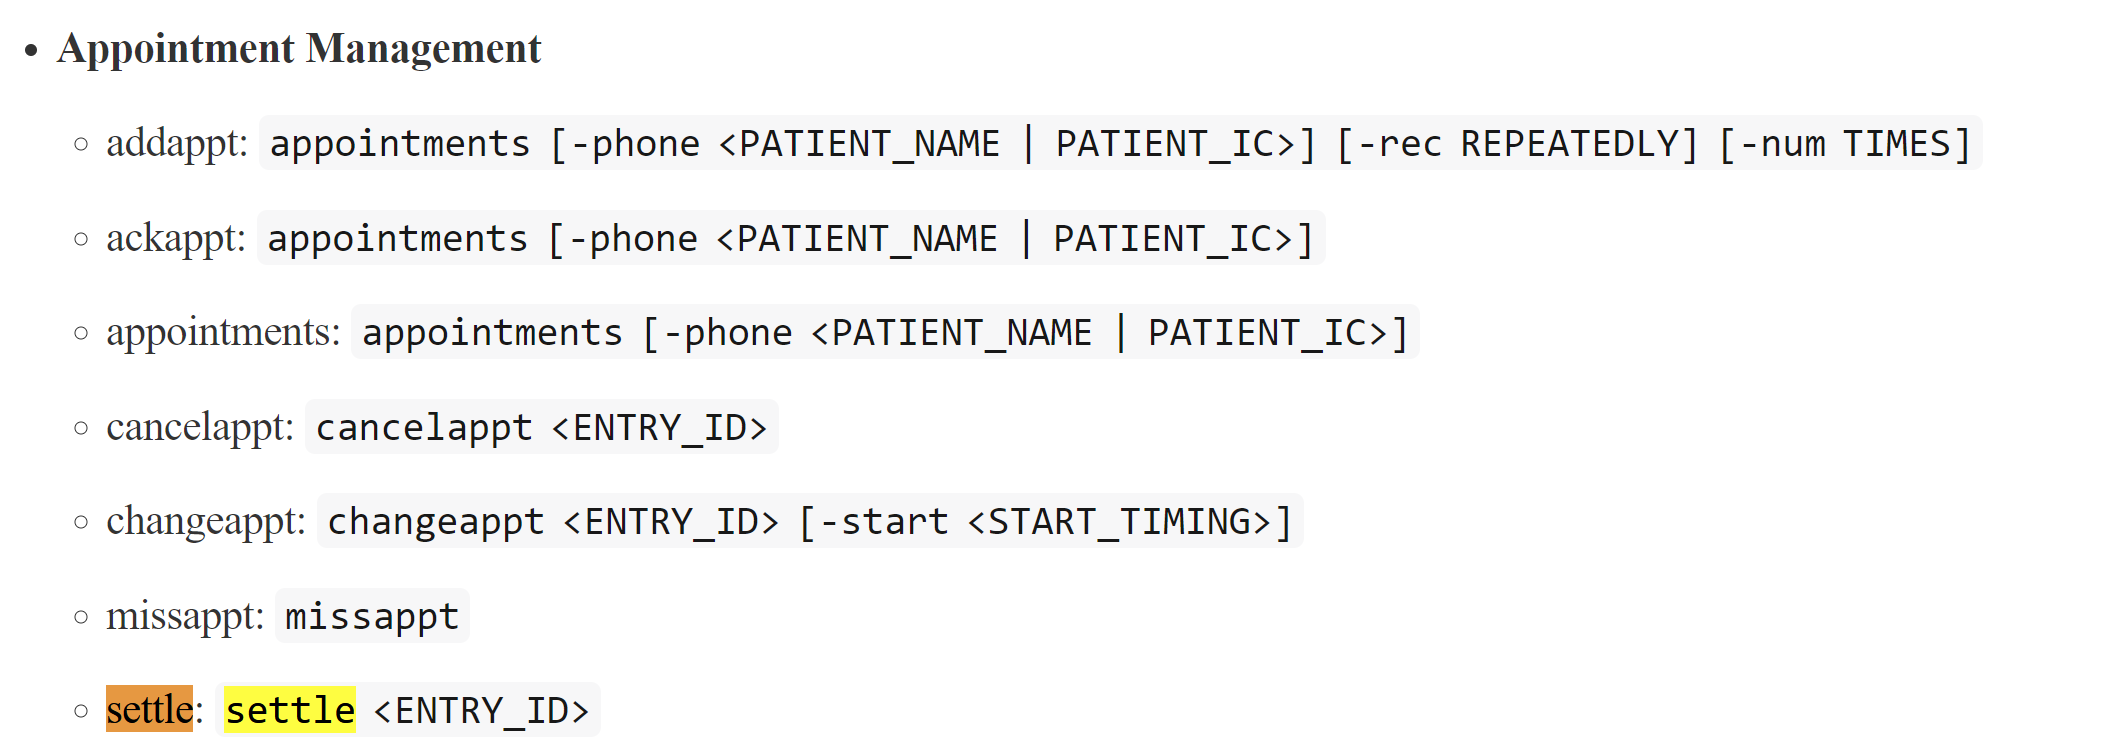 Appointment Management
addappt: appointments [-phone <PATIENT_NAME | PATIENT_IC>] [-rec REPEATEDLY] [-num TIMES]
ackappt: appointments [-phone <PATIENT_NAME | PATIENT_IC>]
appointments: appointments [-phone <PATIENT_NAME | PATIENT_IC>]
cancelappt: cancelappt <ENTRY_ID>
changeappt: changeappt <ENTRY_ID> [-start <START_TIMING>]
missappt: missappt
settle: settle <ENTRY_ID>